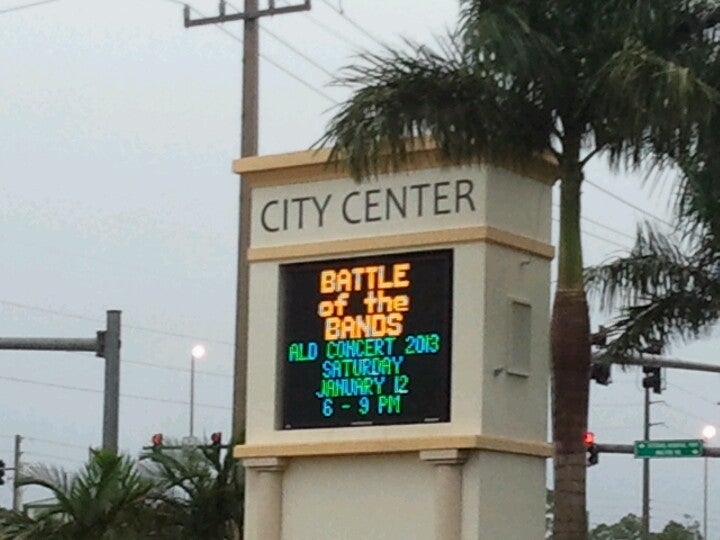 CITY CENTER
BATTLE
of the
BANDS
ALD CONCERT 2013
SATURDAY
JANUARY 12
6 - 9 PM